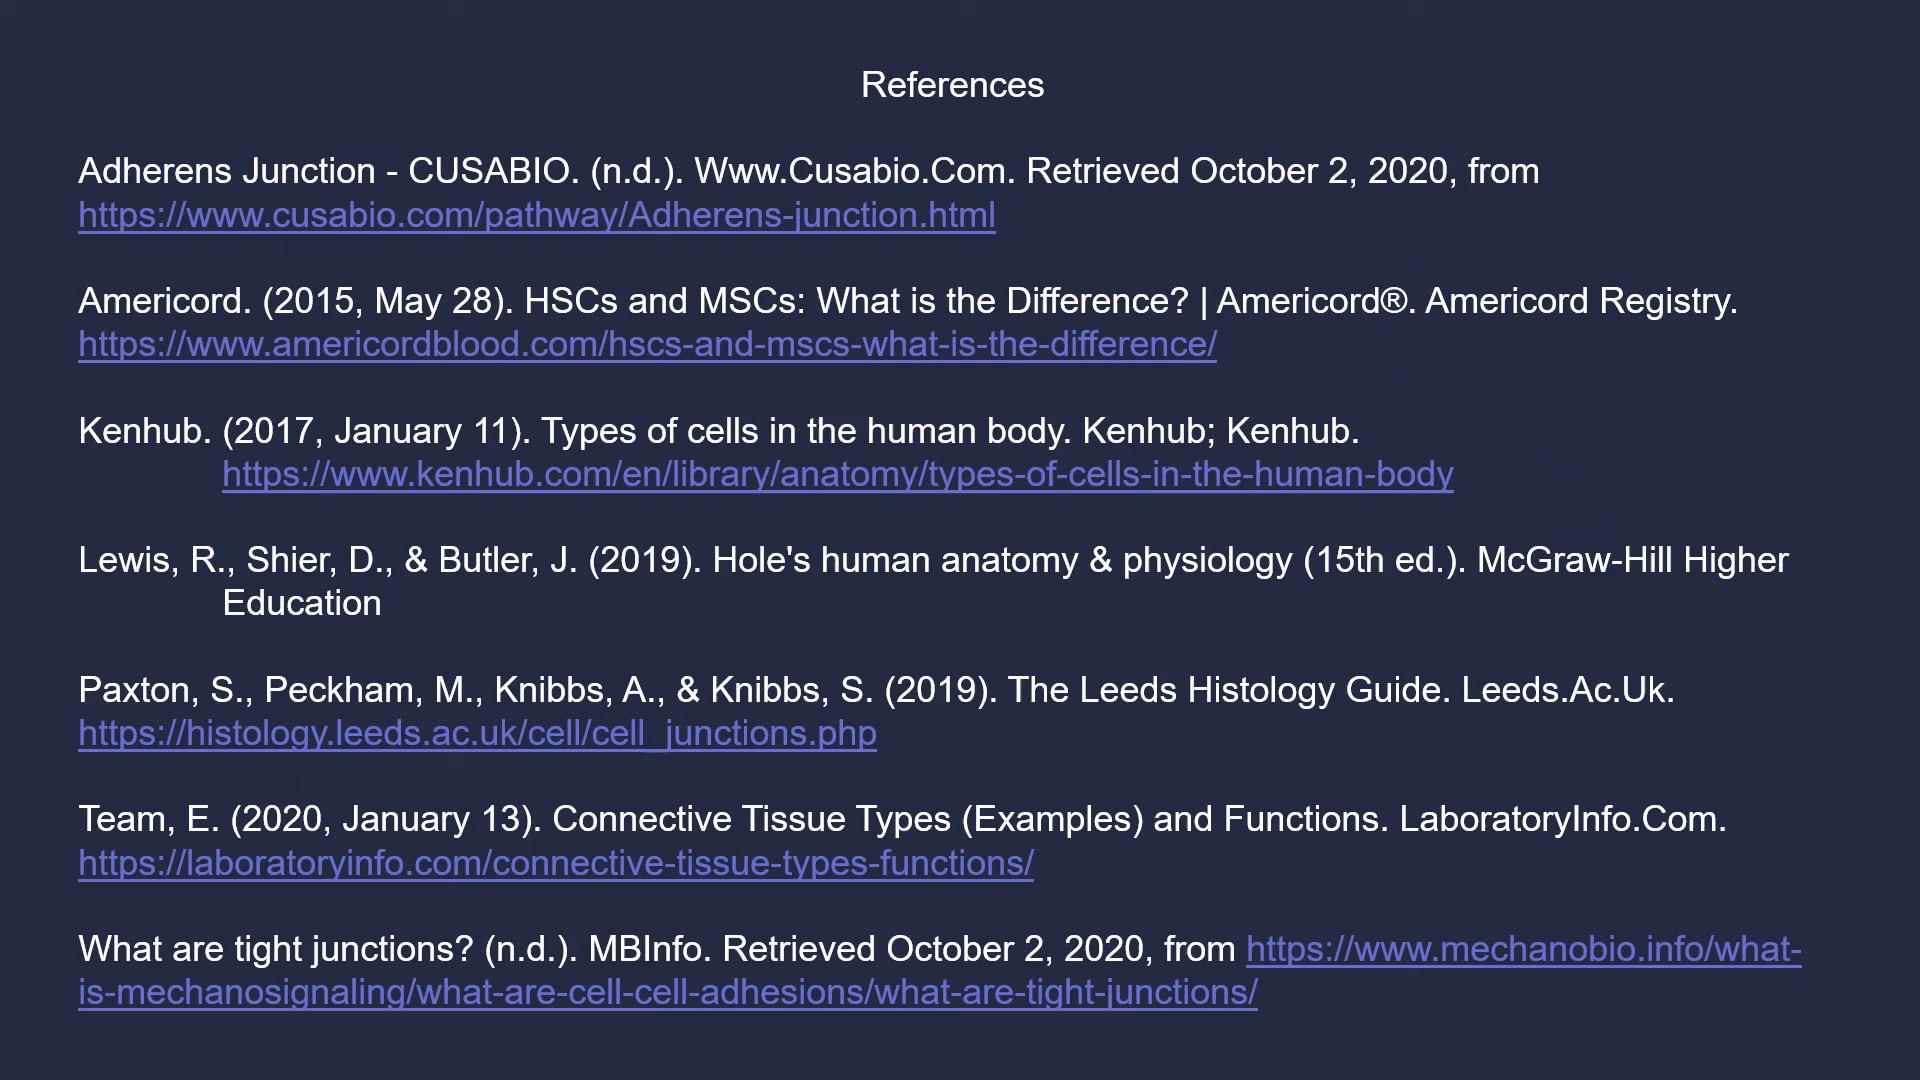 References
Adherens Junction - CUSABIO. (n.d.). Www.Cusabio.Com. Retrieved October 2, 2020, from
https://www.cusabio.com/pathway/Adherens-junction.html
Americord. (2015, May 28). HSCs and MSCs: What is the Difference? | Americord®. Americord Registry.
https://www.americordblood.com/hscs-and-mscs-what-is-the-difference/
Kenhub. (2017, January 11). Types of cells in the human body. Kenhub; Kenhub.
https://www.kenhub.com/en/library/anatomy/types-of-cells-in-the-human-body
Lewis, R., Shier, D., & Butler, J. (2019). Hole's human anatomy & physiology (15th ed.). McGraw-Hill Higher
Education
Paxton, S., Peckham, M., Knibbs, A., & Knibbs, S. (2019). The Leeds Histology Guide. Leeds.Ac.Uk.
https://histology.leeds.ac.uk/cell/cell_junctions.php
Team, E. (2020, January 13). Connective Tissue Types (Examples) and Functions. LaboratoryInfo.Com.
https://laboratoryinfo.com/connective-tissue-types-functions/
What are tight junctions? (n.d.). MBInfo. Retrieved October 2, 2020, from https://www.mechanobio.info/what-
is-mechanosignaling/what-are-cell-cell-adhesions/what-are-tight-junctions/